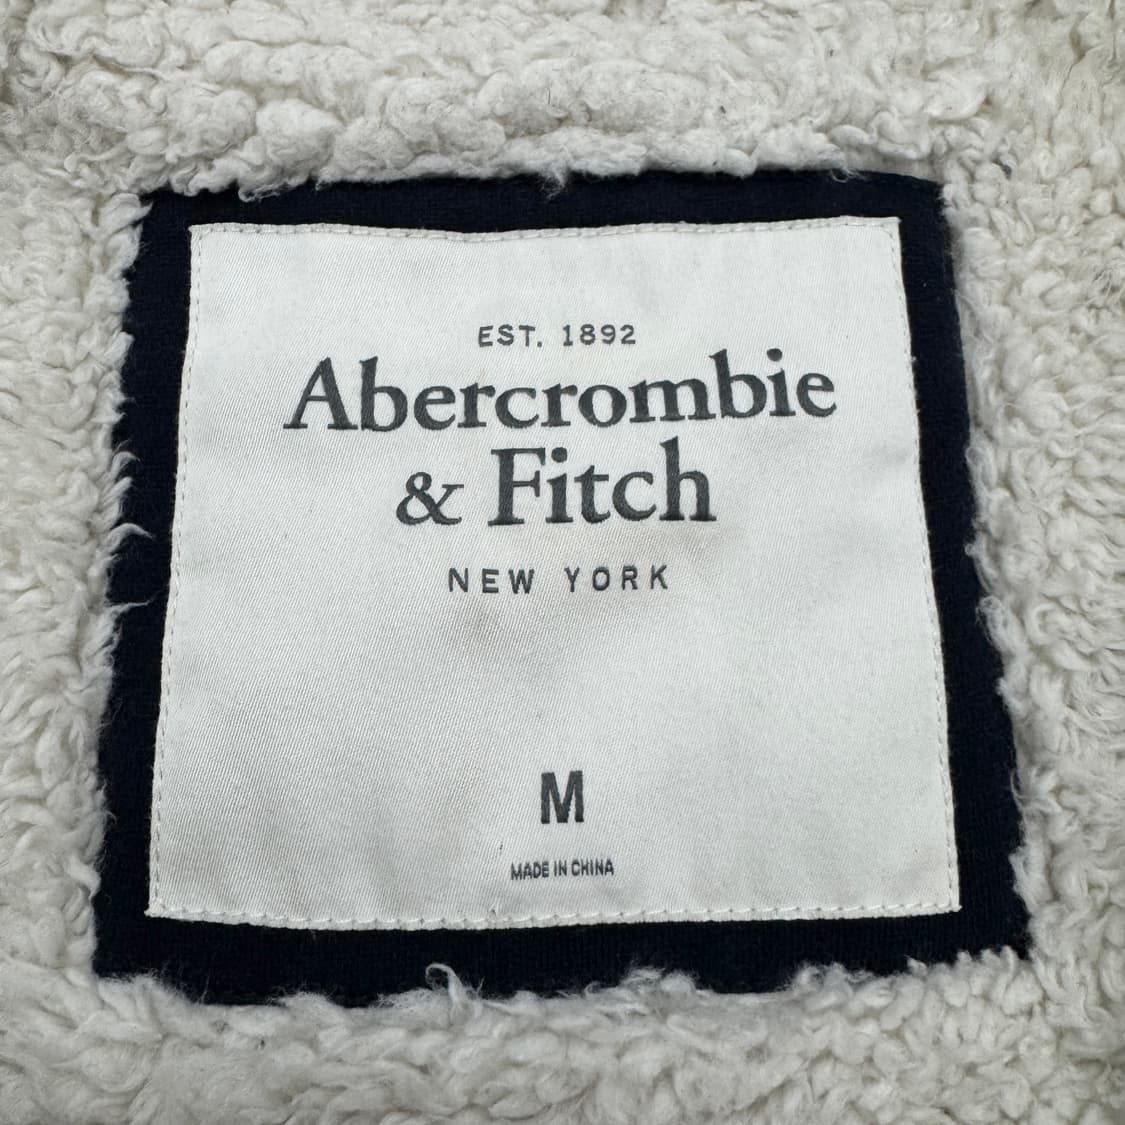 EST. 1892
Abercrombie
& Fitch
NEW YORK
M
MADE IN CHINA